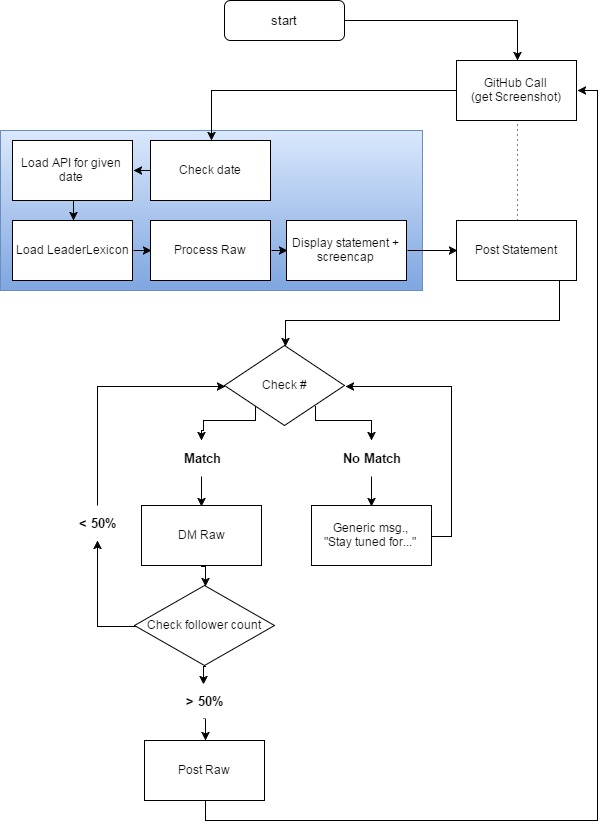 start
GitHub Call
(get Screenshot)
Load API for given
date
Check date
Load LeaderLexicon
Process Raw
Display statement +
screencap
Post Statement
Check #
Match
No Match
< 50%
DM Raw
Generic msg.,
"Stay tuned for..."
Check follower count
> 50%
Post Raw